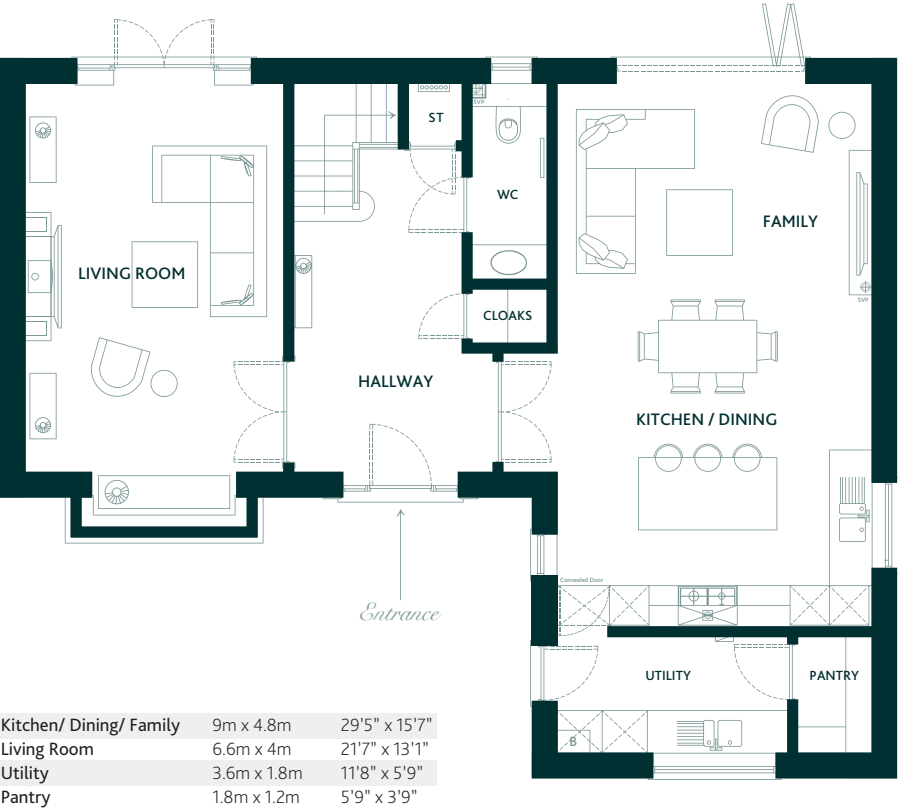 SVP
ST
WC
FAMILY
LIVING ROOM
SVP
CLOAKS
HALLWAY
KITCHEN / DINING
Concealed Door
Entrance
UTILITY
PANTRY
B
Kitchen/ Dining/ Family 9m x 4.8m 29'5" x 15'7"
Living Room 6.6m x 4m 21'7" x 13'1"
Utility 3.6m x 1.8m 11'8" x 5'9"
Pantry 1.8m x 1.2m 5'9" x 3'9"